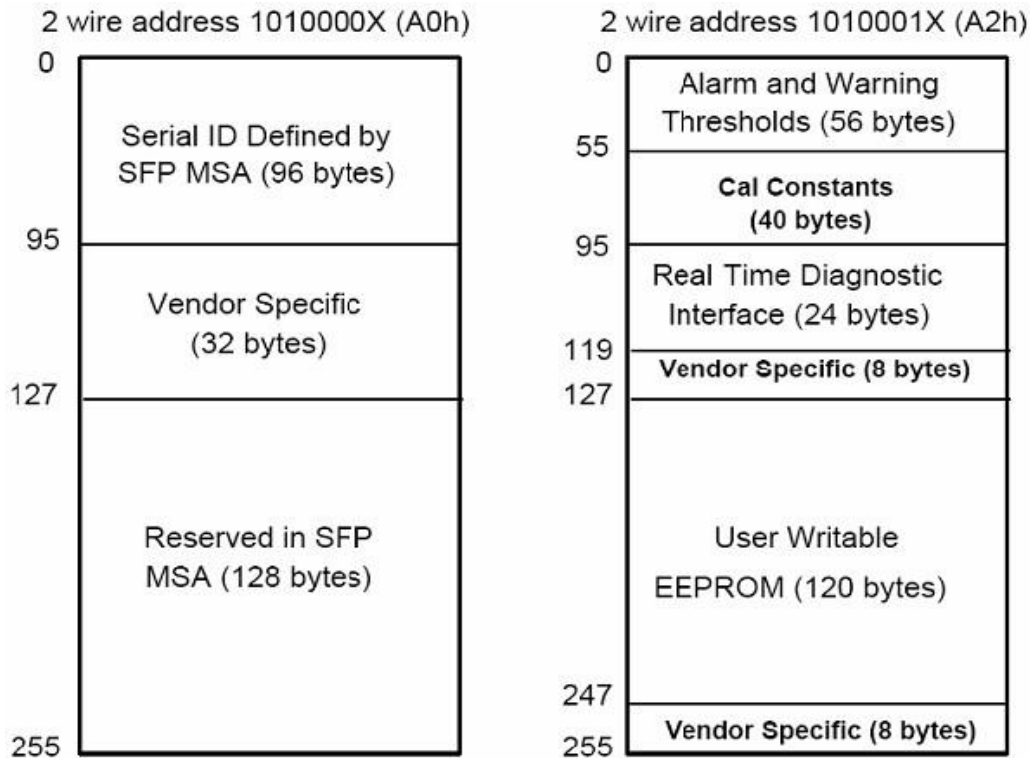 2 wire address 1010000X (A0h)
0
Serial ID Defined by
SFP MSA (96 bytes)
95
Vendor Specific
(32 bytes)
127
Reserved in SFP
MSA (128 bytes)
255
2 wire address 1010001X (A2h)
0
Alarm and Warning
Thresholds (56 bytes)
55
Cal Constants
(40 bytes)
95
Real Time Diagnostic
Interface (24 bytes)
119
Vendor Specific (8 bytes)
127
User Writable
EEPROM (120 bytes)
247
Vendor Specific (8 bytes)
255